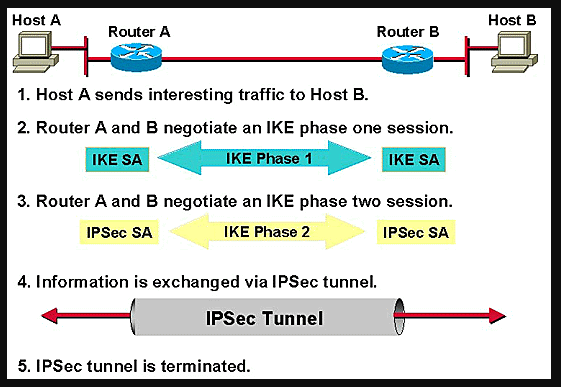 Host A Router A Router B Host B
1. Host A sends interesting traffic to Host B.
2. Router A and B negotiate an IKE phase one session.
IKE SA IKE Phase 1 IKE SA
3. Router A and B negotiate an IKE phase two session.
IPSec SA IKE Phase 2 IPSec SA
4. Information is exchanged via IPSec tunnel.
IPSec Tunnel
5. IPSec tunnel is terminated.